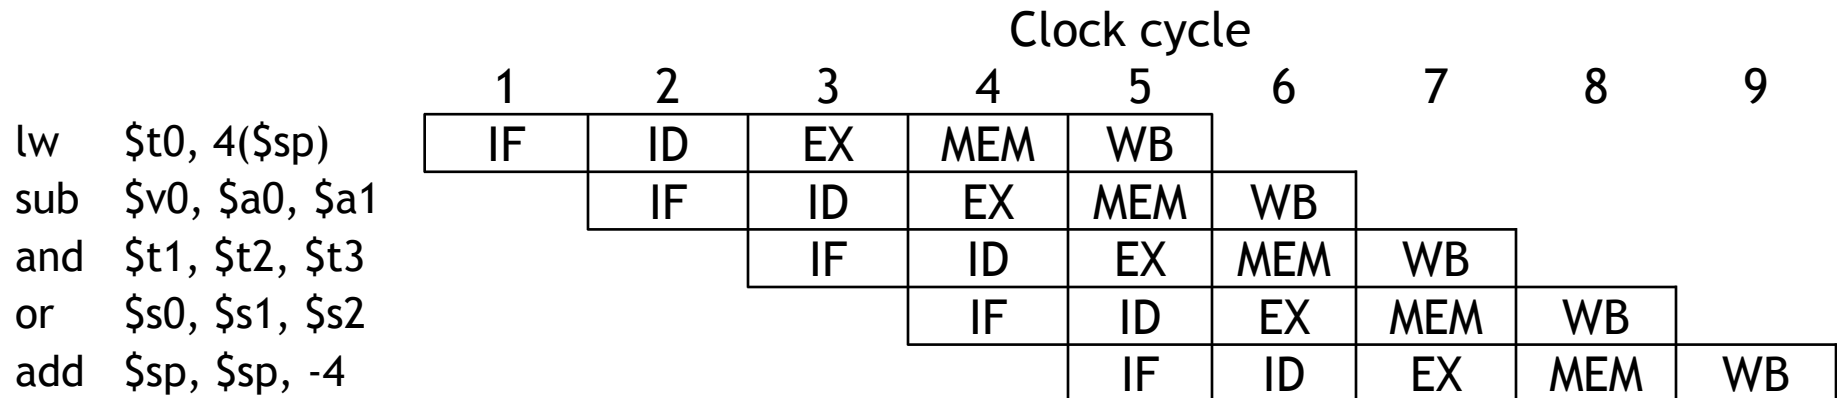 Clock cycle
1 2 3 4 5 6 7 8 9
lw $t0, 4($sp) IF ID EX MEM WB
sub $v0, $a0, $a1 IF ID EX MEM WB
and $t1, $t2, $t3 IF ID EX MEM WB
or $s0, $s1, $s2 IF ID EX MEM WB
add $sp, $sp, -4 IF ID EX MEM WB